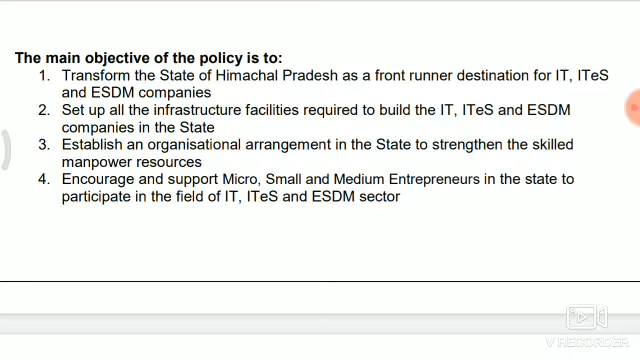 The main objective of the policy is to:
1. Transform the State of Himachal Pradesh as a front runner destination for IT, ITeS
and ESDM companies
2. Set up all the infrastructure facilities required to build the IT, ITeS and ESDM
companies in the State
3. Establish an organisational arrangement in the State to strengthen the skilled
manpower resources
4. Encourage and support Micro, Small and Medium Entrepreneurs in the state to
participate in the field of IT, ITeS and ESDM sector
V RECORDER